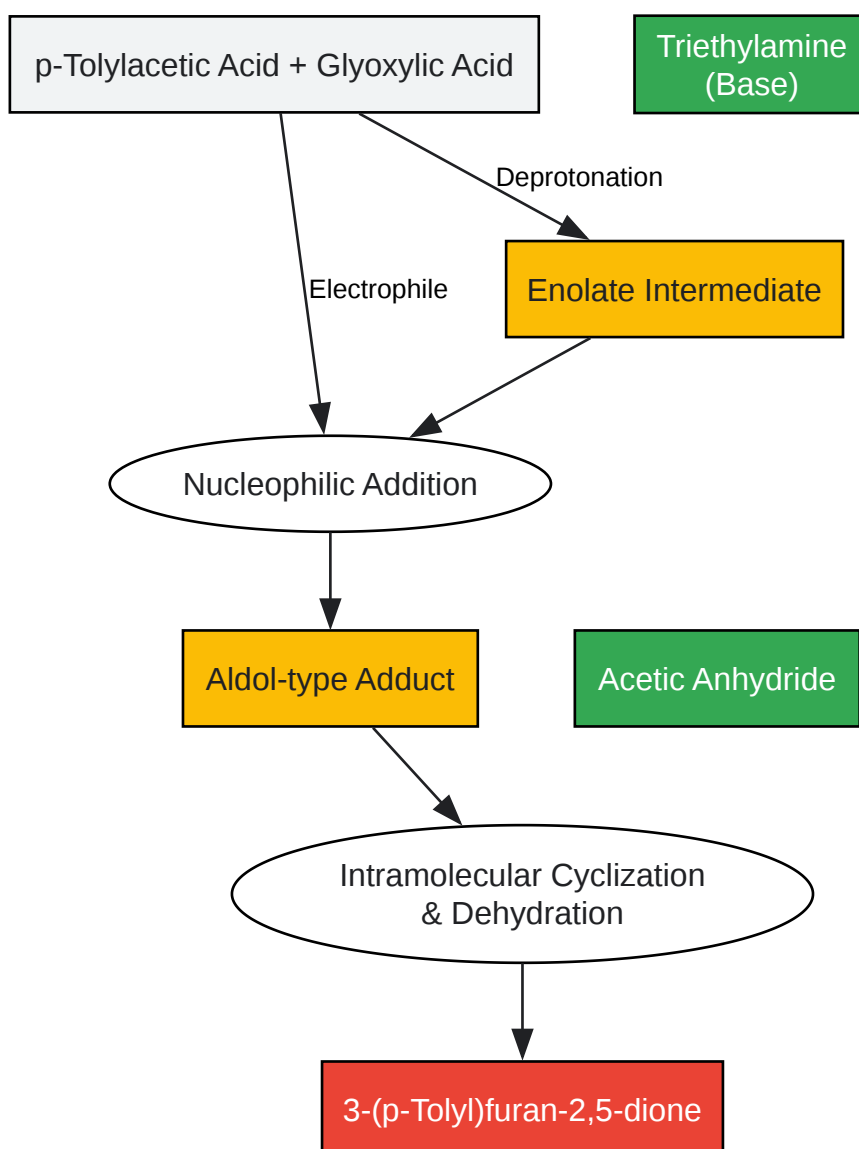 p-Tolylacetic Acid + Glyoxylic Acid
Triethylamine
(Base)
Deprotonation
Electrophile
Enolate Intermediate
Nucleophilic Addition
Aldol-type Adduct
Acetic Anhydride
Intramolecular Cyclization
& Dehydration
3-(p-Tolyl)furan-2,5-dione